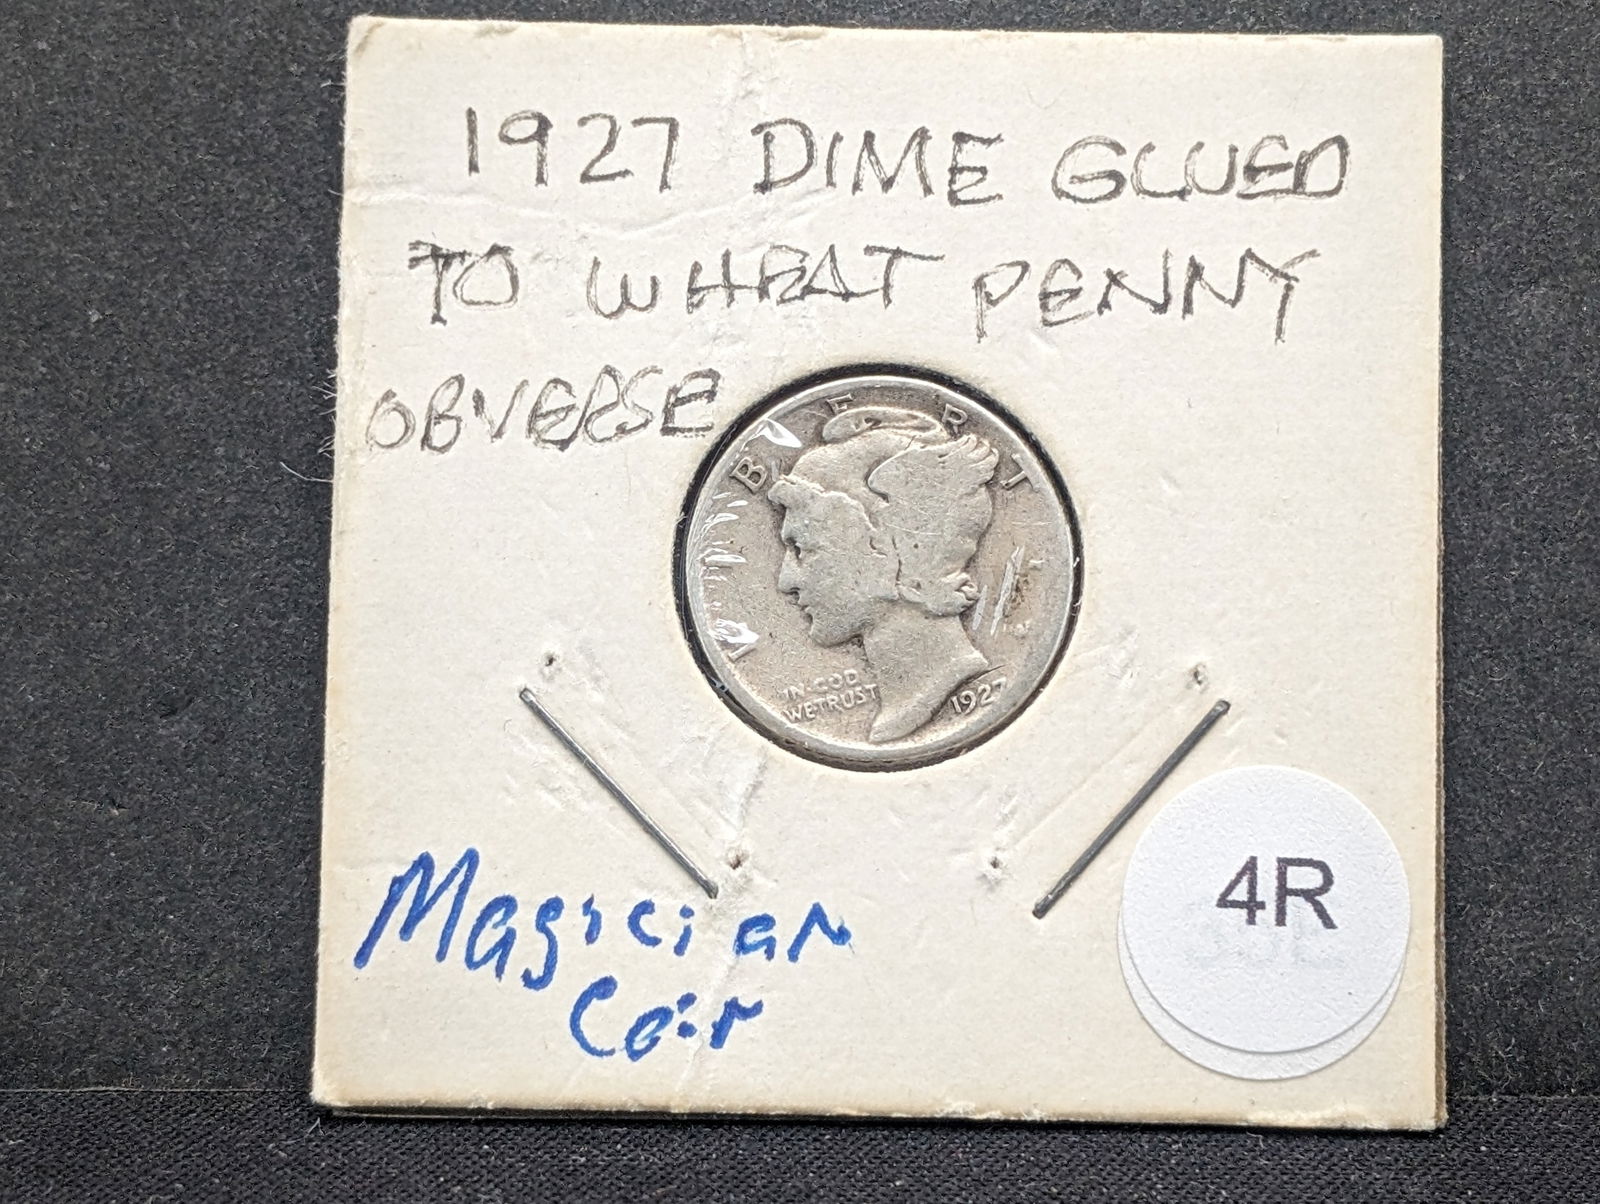 1927 DIME GLUED
TO WHEAT PENNY
OBVERSE
LIBERTY
IN·GOD
WE·TRUST
1927
Magician
Coin
4R